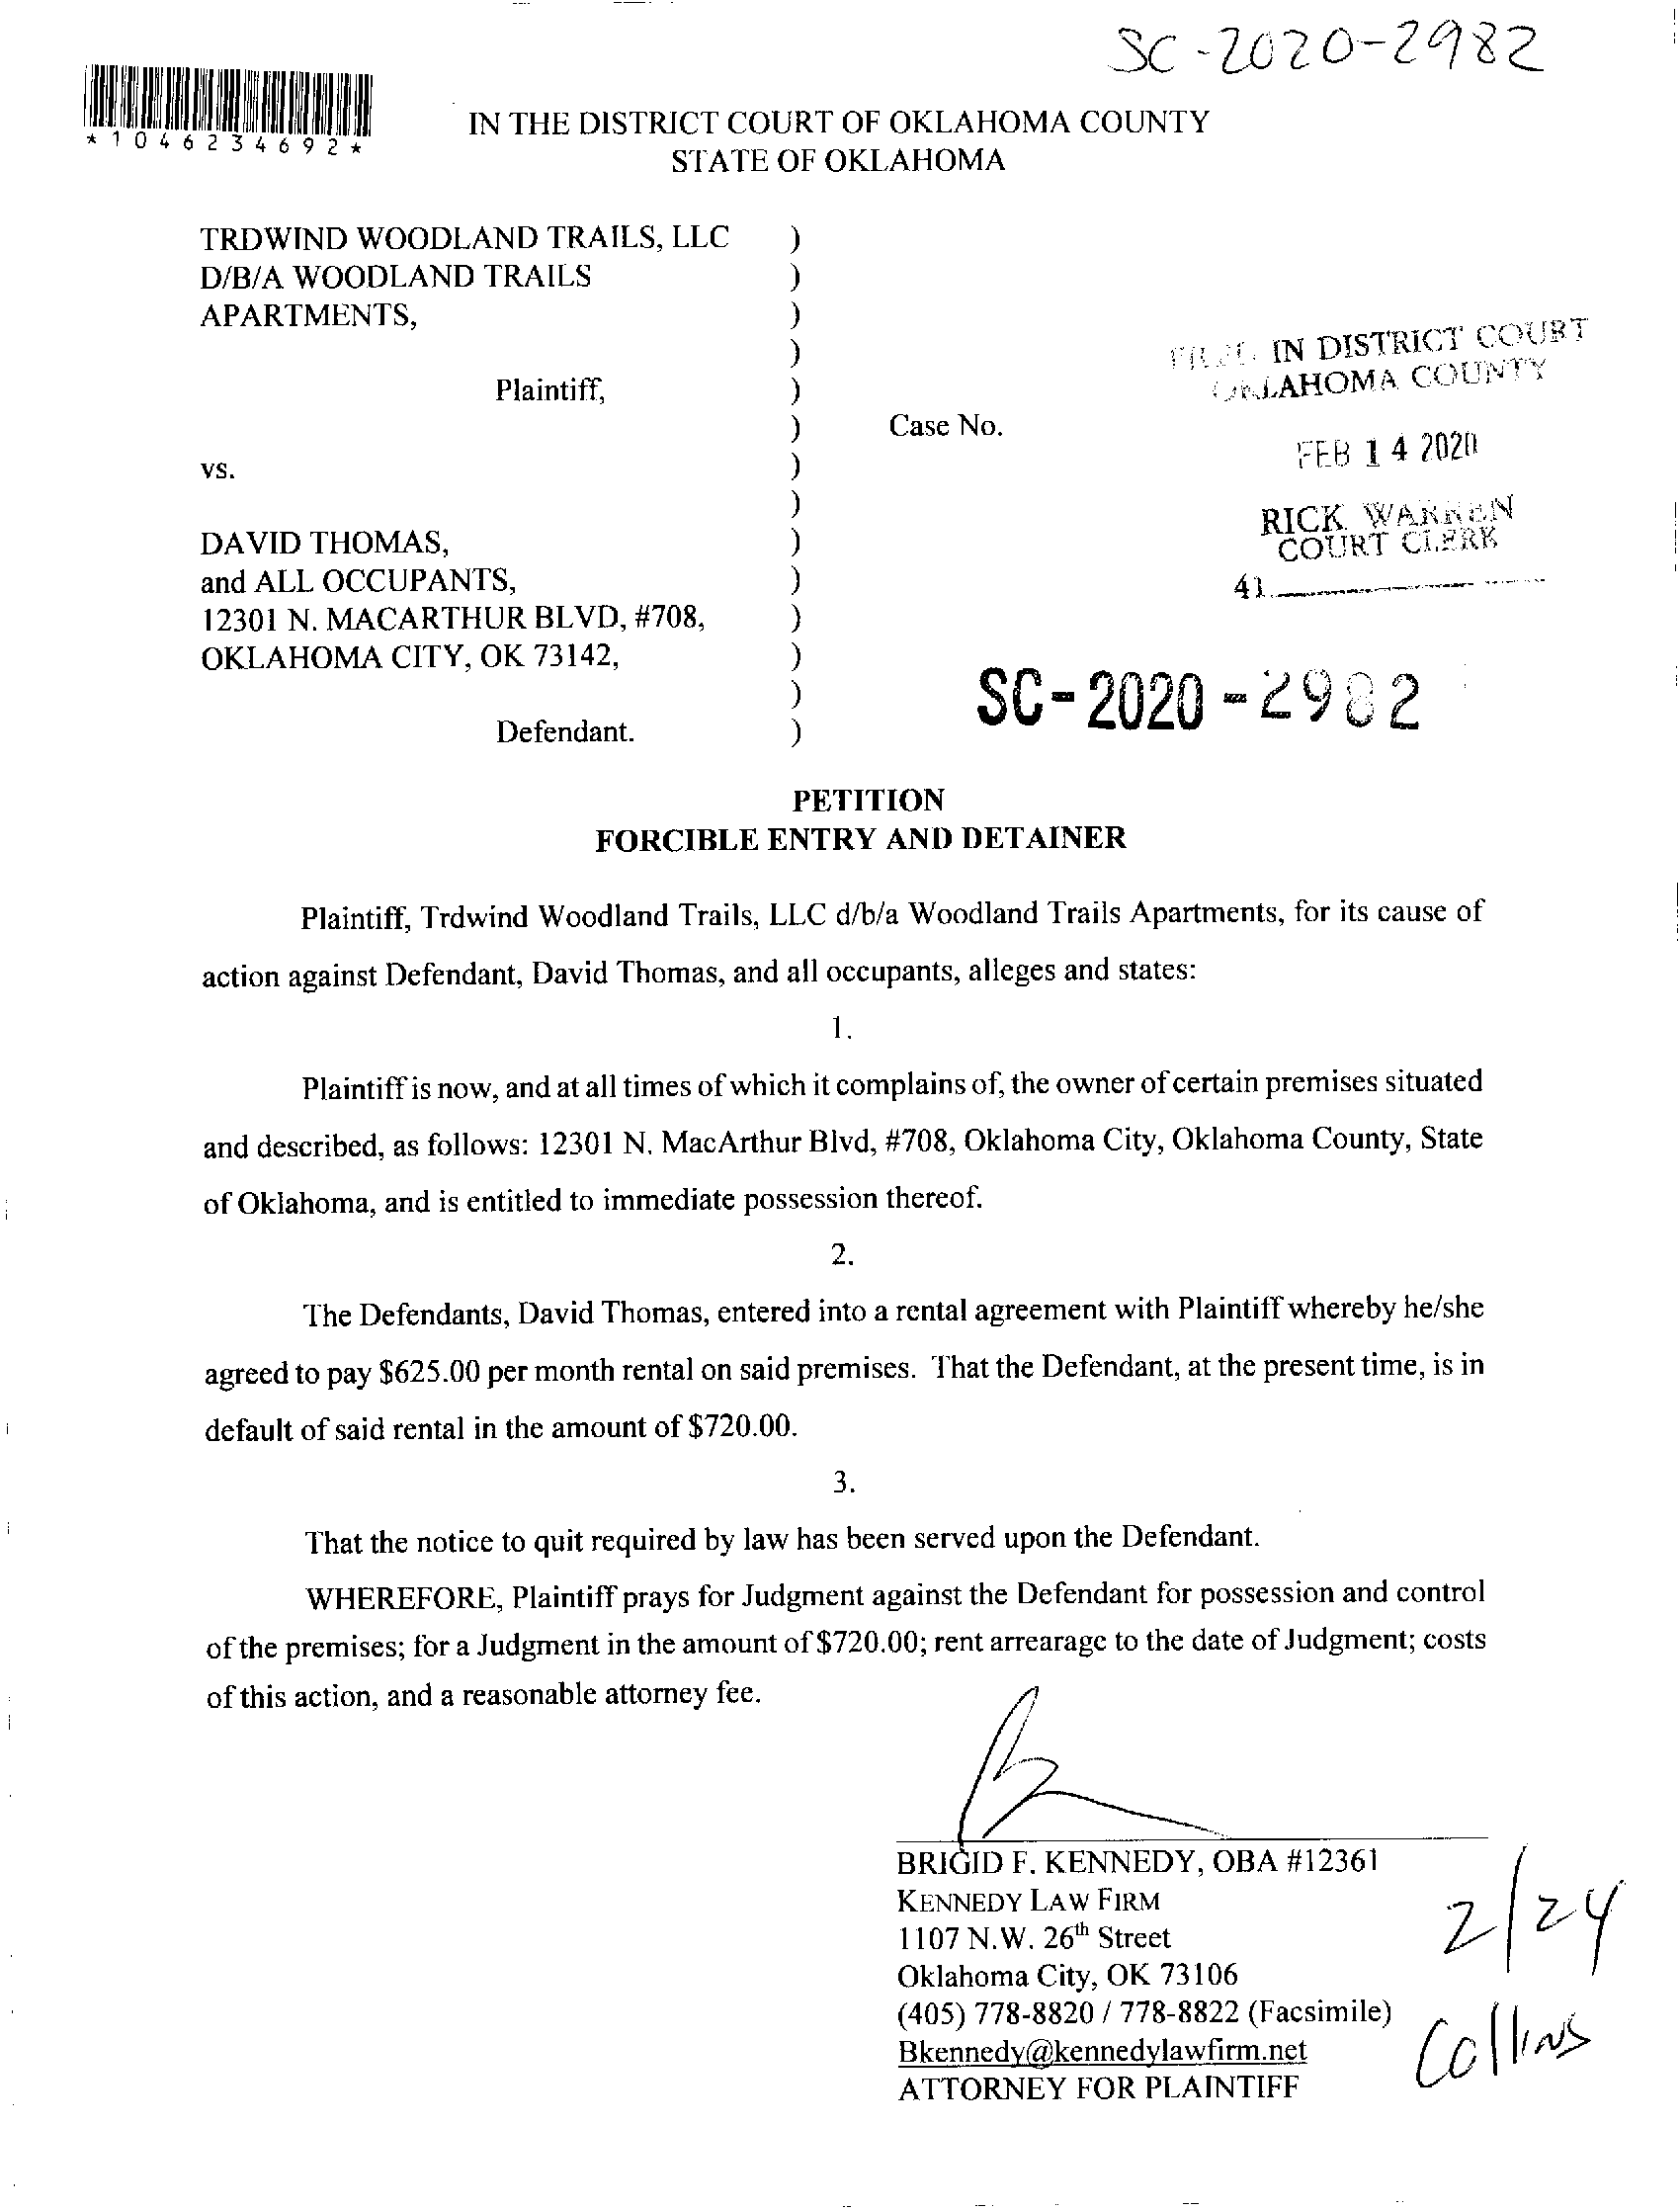 SC-2020-2982
*1046234692*
IN THE DISTRICT COURT OF OKLAHOMA COUNTY
STATE OF OKLAHOMA
TRDWIND WOODLAND TRAILS, LLC )
D/B/A WOODLAND TRAILS )
APARTMENTS, )
)
Plaintiff, )
) Case No.
vs. )
)
DAVID THOMAS, )
and ALL OCCUPANTS, )
12301 N. MACARTHUR BLVD, #708, )
OKLAHOMA CITY, OK 73142, )
)
Defendant. )
FILED IN DISTRICT COURT
OKLAHOMA COUNTY
FEB 14 2020
RICK WARREN
COURT CLERK
41
SC-2020-2982
PETITION
FORCIBLE ENTRY AND DETAINER
Plaintiff, Trdwind Woodland Trails, LLC d/b/a Woodland Trails Apartments, for its cause of
action against Defendant, David Thomas, and all occupants, alleges and states:
1.
Plaintiff is now, and at all times of which it complains of, the owner of certain premises situated
and described, as follows: 12301 N. MacArthur Blvd, #708, Oklahoma City, Oklahoma County, State
of Oklahoma, and is entitled to immediate possession thereof.
2.
The Defendants, David Thomas, entered into a rental agreement with Plaintiff whereby he/she
agreed to pay $625.00 per month rental on said premises. That the Defendant, at the present time, is in
default of said rental in the amount of $720.00.
3.
That the notice to quit required by law has been served upon the Defendant.
WHEREFORE, Plaintiff prays for Judgment against the Defendant for possession and control
of the premises; for a Judgment in the amount of $720.00; rent arrearage to the date of Judgment; costs
of this action, and a reasonable attorney fee.
BRIGID F. KENNEDY, OBA #12361
KENNEDY LAW FIRM
1107 N.W. 26th Street
Oklahoma City, OK 73106
(405) 778-8820 / 778-8822 (Facsimile)
Bkennedy@kennedylawfirm.net
ATTORNEY FOR PLAINTIFF
2/24
Collins